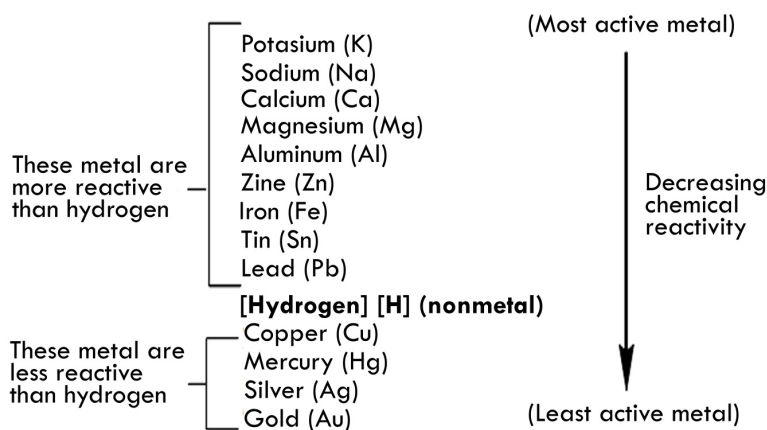 (Most active metal)
Potasium (K)
Sodium (Na)
Calcium (Ca)
Magnesium (Mg)
Aluminum (Al)
Zine (Zn)
Iron (Fe)
Tin (Sn)
Lead (Pb)
These metal are
more reactive
than hydrogen
Decreasing
chemical
reactivity
[Hydrogen] [H] (nonmetal)
Copper (Cu)
Mercury (Hg)
Silver (Ag)
Gold (Au)
These metal are
less reactive
than hydrogen
(Least active metal)